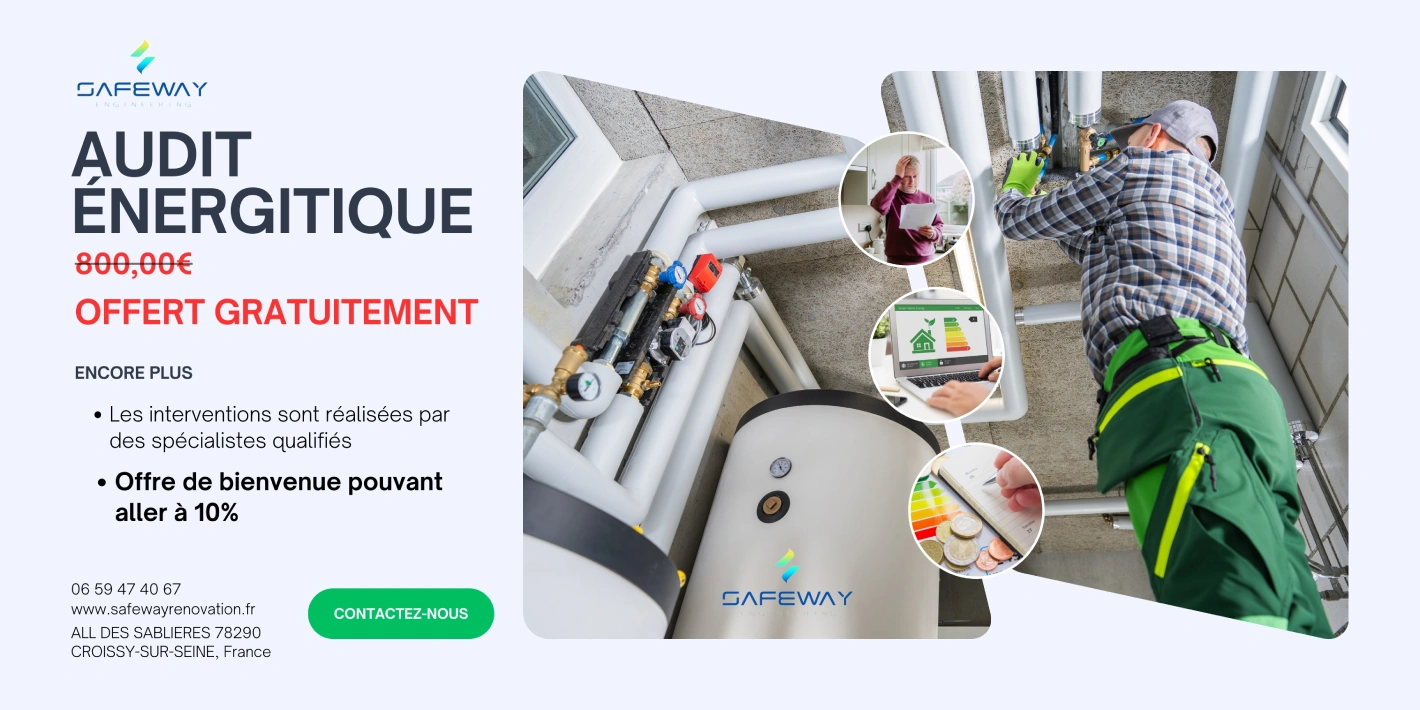 SAFEWAY
ENGINEERING
AUDIT
ÉNERGITIQUE
800,00€
OFFERT GRATUITEMENT
ENCORE PLUS
• Les interventions sont réalisées par
des spécialistes qualifiés
• Offre de bienvenue pouvant
aller à 10%
06 59 47 40 67
www.safewayrenovation.fr
ALL DES SABLIERES 78290
CROISSY-SUR-SEINE, France
CONTACTEZ-NOUS
SAFEWAY